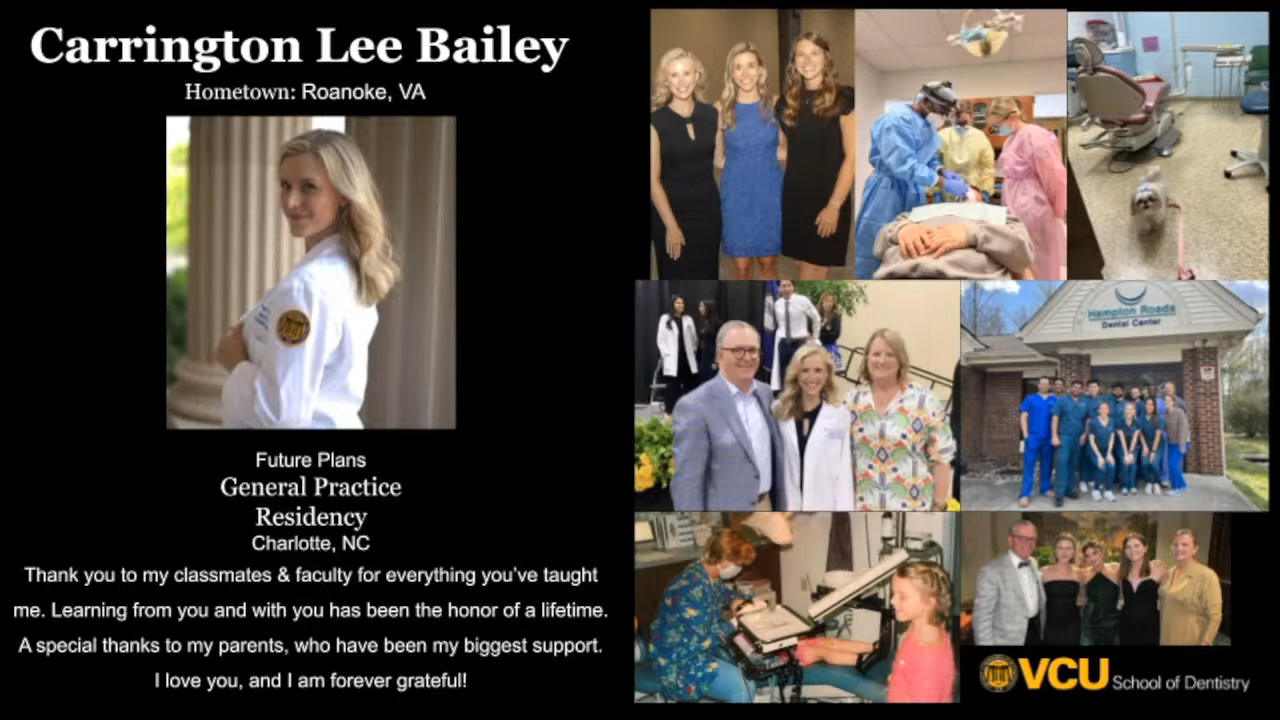 Carrington Lee Bailey
Hometown: Roanoke, VA
Future Plans
General Practice
Residency
Charlotte, NC
Thank you to my classmates & faculty for everything you’ve taught
me. Learning from you and with you has been the honor of a lifetime.
A special thanks to my parents, who have been my biggest support.
I love you, and I am forever grateful!
Hampton Roads
Dental Center
VCU School of Dentistry